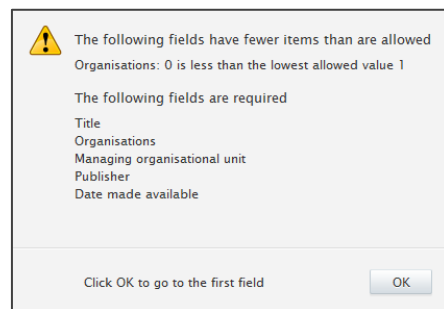 The following fields have fewer items than are allowed
Organisations: 0 is less than the lowest allowed value 1
The following fields are required
Title
Organisations
Managing organisational unit
Publisher
Date made available
Click OK to go to the first field
OK